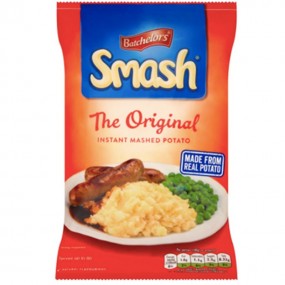 Batchelors
Smash
The Original
INSTANT MASHED POTATO
MADE FROM
REAL POTATO